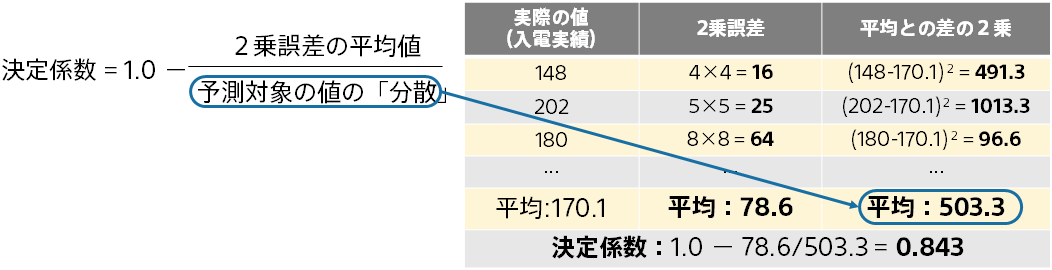 決定係数 = 1.0 －
２乗誤差の平均値
予測対象の値の「分散」
実際の値 2乗誤差 平均との差の２乗
(入電実績)
148 4×4 = 16 (148-170.1)² = 491.3
202 5×5 = 25 (202-170.1)² = 1013.3
180 8×8 = 64 (180-170.1)² = 96.6
… … …
平均:170.1 平均：78.6 平均：503.3
決定係数：1.0 － 78.6/503.3 = 0.843